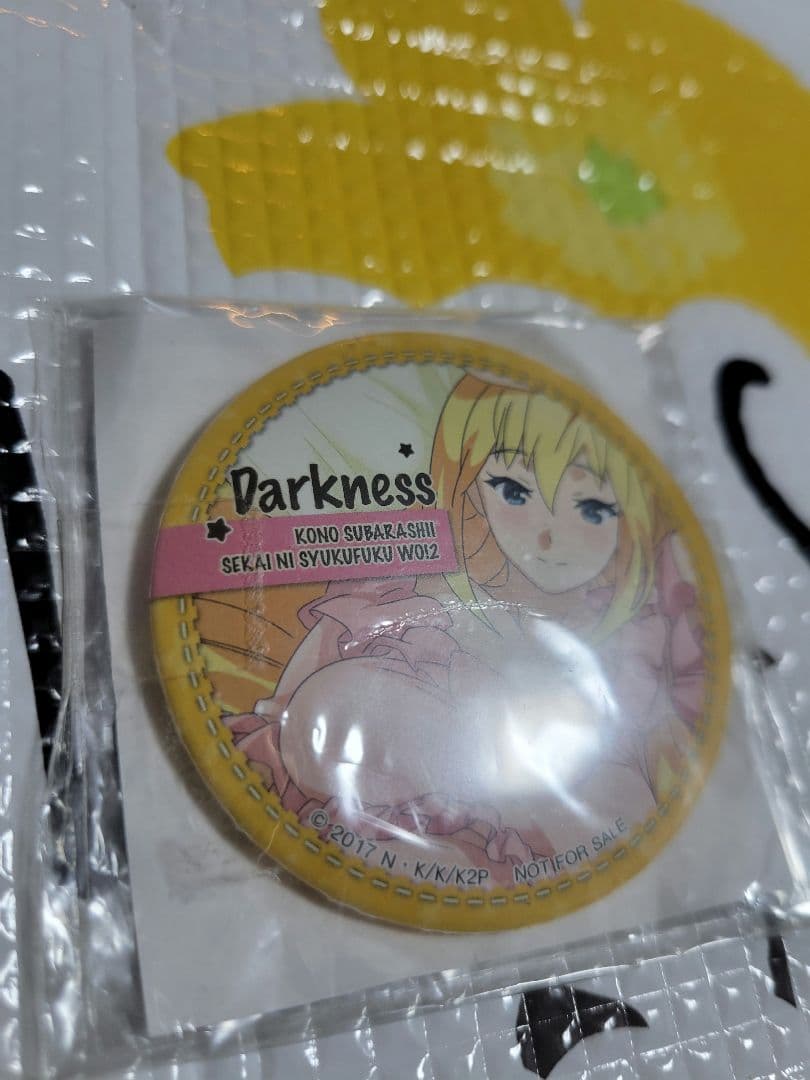 Darkness
KONO SUBARASHII
SEKAI NI SYUKUFUKU WO!2
© 2017 N・K/K/K2P NOT FOR SALE